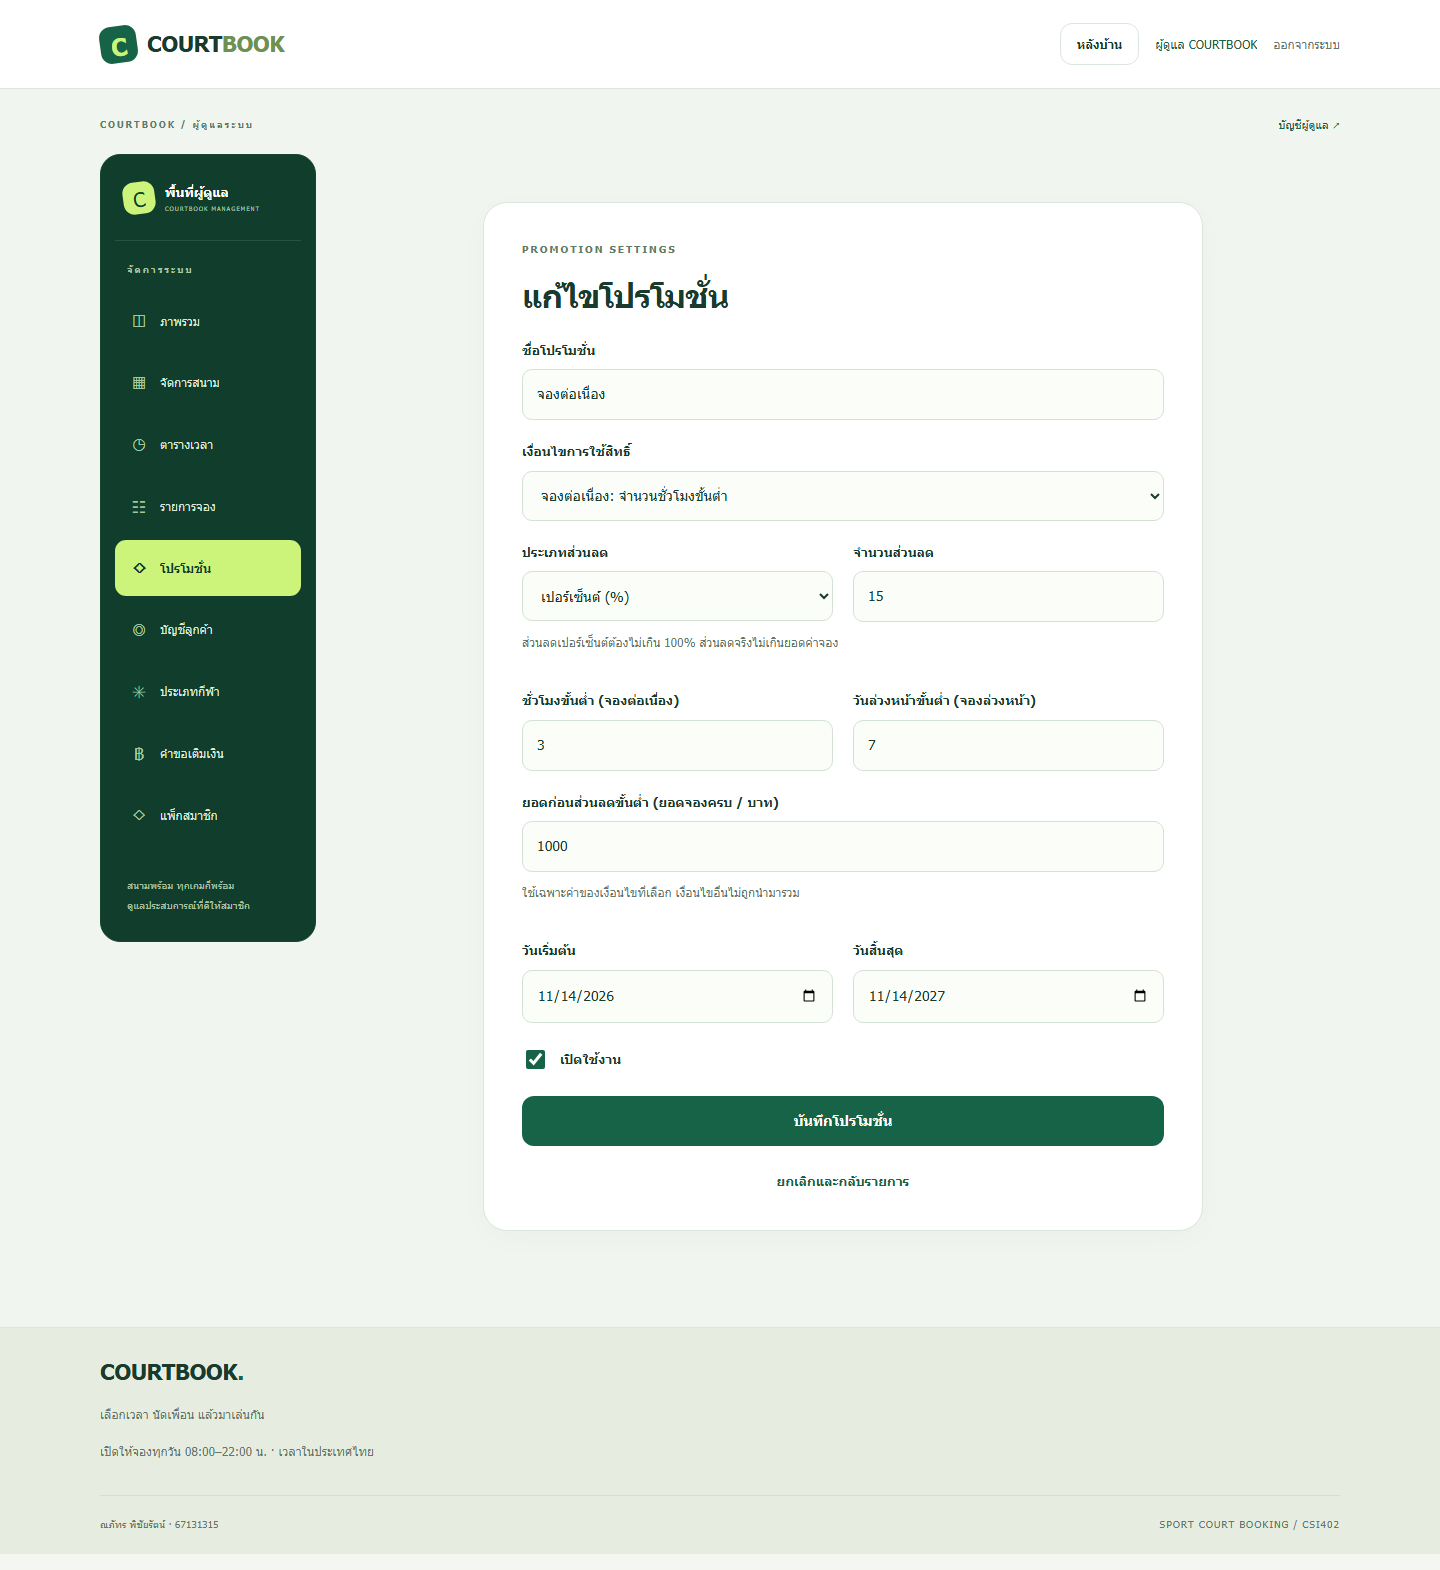 C COURTBOOK
หลังบ้าน
ผู้ดูแล COURTBOOK
ออกจากระบบ
COURTBOOK / ผู้ดูแลระบบ
บัญชีผู้ดูแล ↗
C
พื้นที่ผู้ดูแล
COURTBOOK MANAGEMENT
จัดการระบบ
ภาพรวม
จัดการสนาม
ตารางเวลา
รายการจอง
โปรโมชั่น
บัญชีลูกค้า
ประเภทกีฬา
฿ คำขอเติมเงิน
แพ็กสมาชิก
สนามพร้อม ทุกเกมก็พร้อม
ดูแลประสบการณ์ที่ดีให้สมาชิก
PROMOTION SETTINGS
แก้ไขโปรโมชั่น
ชื่อโปรโมชั่น
จองต่อเนื่อง
เงื่อนไขการใช้สิทธิ์
จองต่อเนื่อง: จำนวนชั่วโมงขั้นต่ำ
ประเภทส่วนลด
จำนวนส่วนลด
เปอร์เซ็นต์ (%)
15
ส่วนลดเปอร์เซ็นต์ต้องไม่เกิน 100% ส่วนลดจริงไม่เกินยอดค่าจอง
ชั่วโมงขั้นต่ำ (จองต่อเนื่อง)
วันล่วงหน้าขั้นต่ำ (จองล่วงหน้า)
3
7
ยอดก่อนส่วนลดขั้นต่ำ (ยอดจองครบ / บาท)
1000
ใช้เฉพาะค่าของเงื่อนไขที่เลือก เงื่อนไขอื่นไม่ถูกนำมารวม
วันเริ่มต้น
วันสิ้นสุด
11/14/2026
11/14/2027
เปิดใช้งาน
บันทึกโปรโมชั่น
ยกเลิกและกลับรายการ
COURTBOOK.
เลือกเวลา นัดเพื่อน แล้วมาเล่นกัน
เปิดให้จองทุกวัน 08:00–22:00 น. · เวลาในประเทศไทย
ณภัทร พิชัยรัตน์ · 67131315
SPORT COURT BOOKING / CSI402